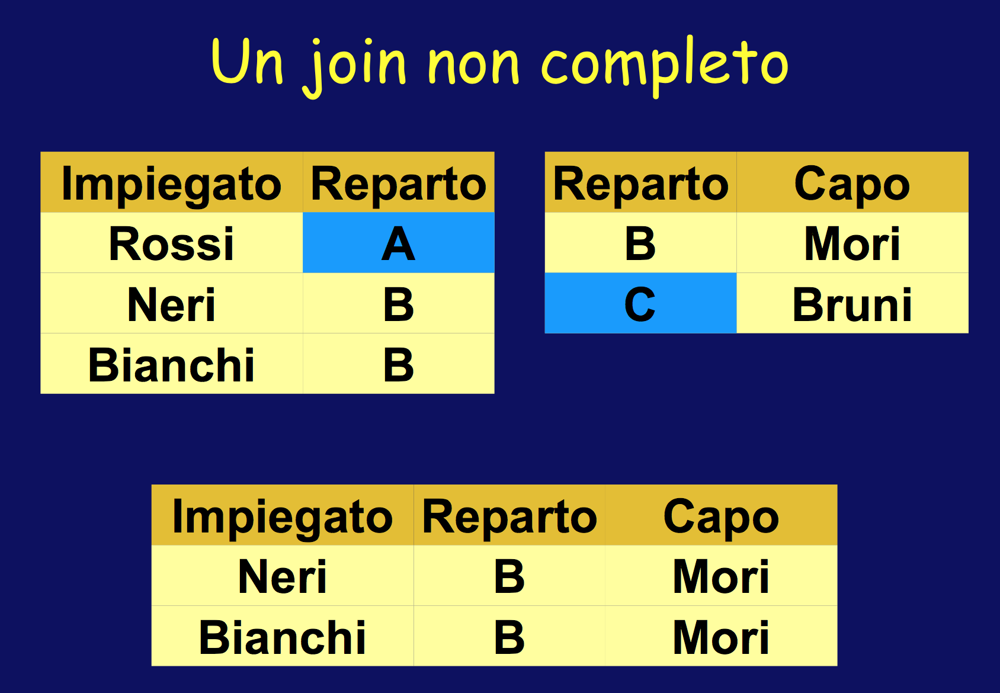 Un join non completo
Impiegato Reparto
Rossi A
Neri B
Bianchi B
Reparto Capo
B Mori
C Bruni
Impiegato Reparto Capo
Neri B Mori
Bianchi B Mori